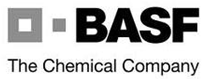 BASF
The Chemical Company